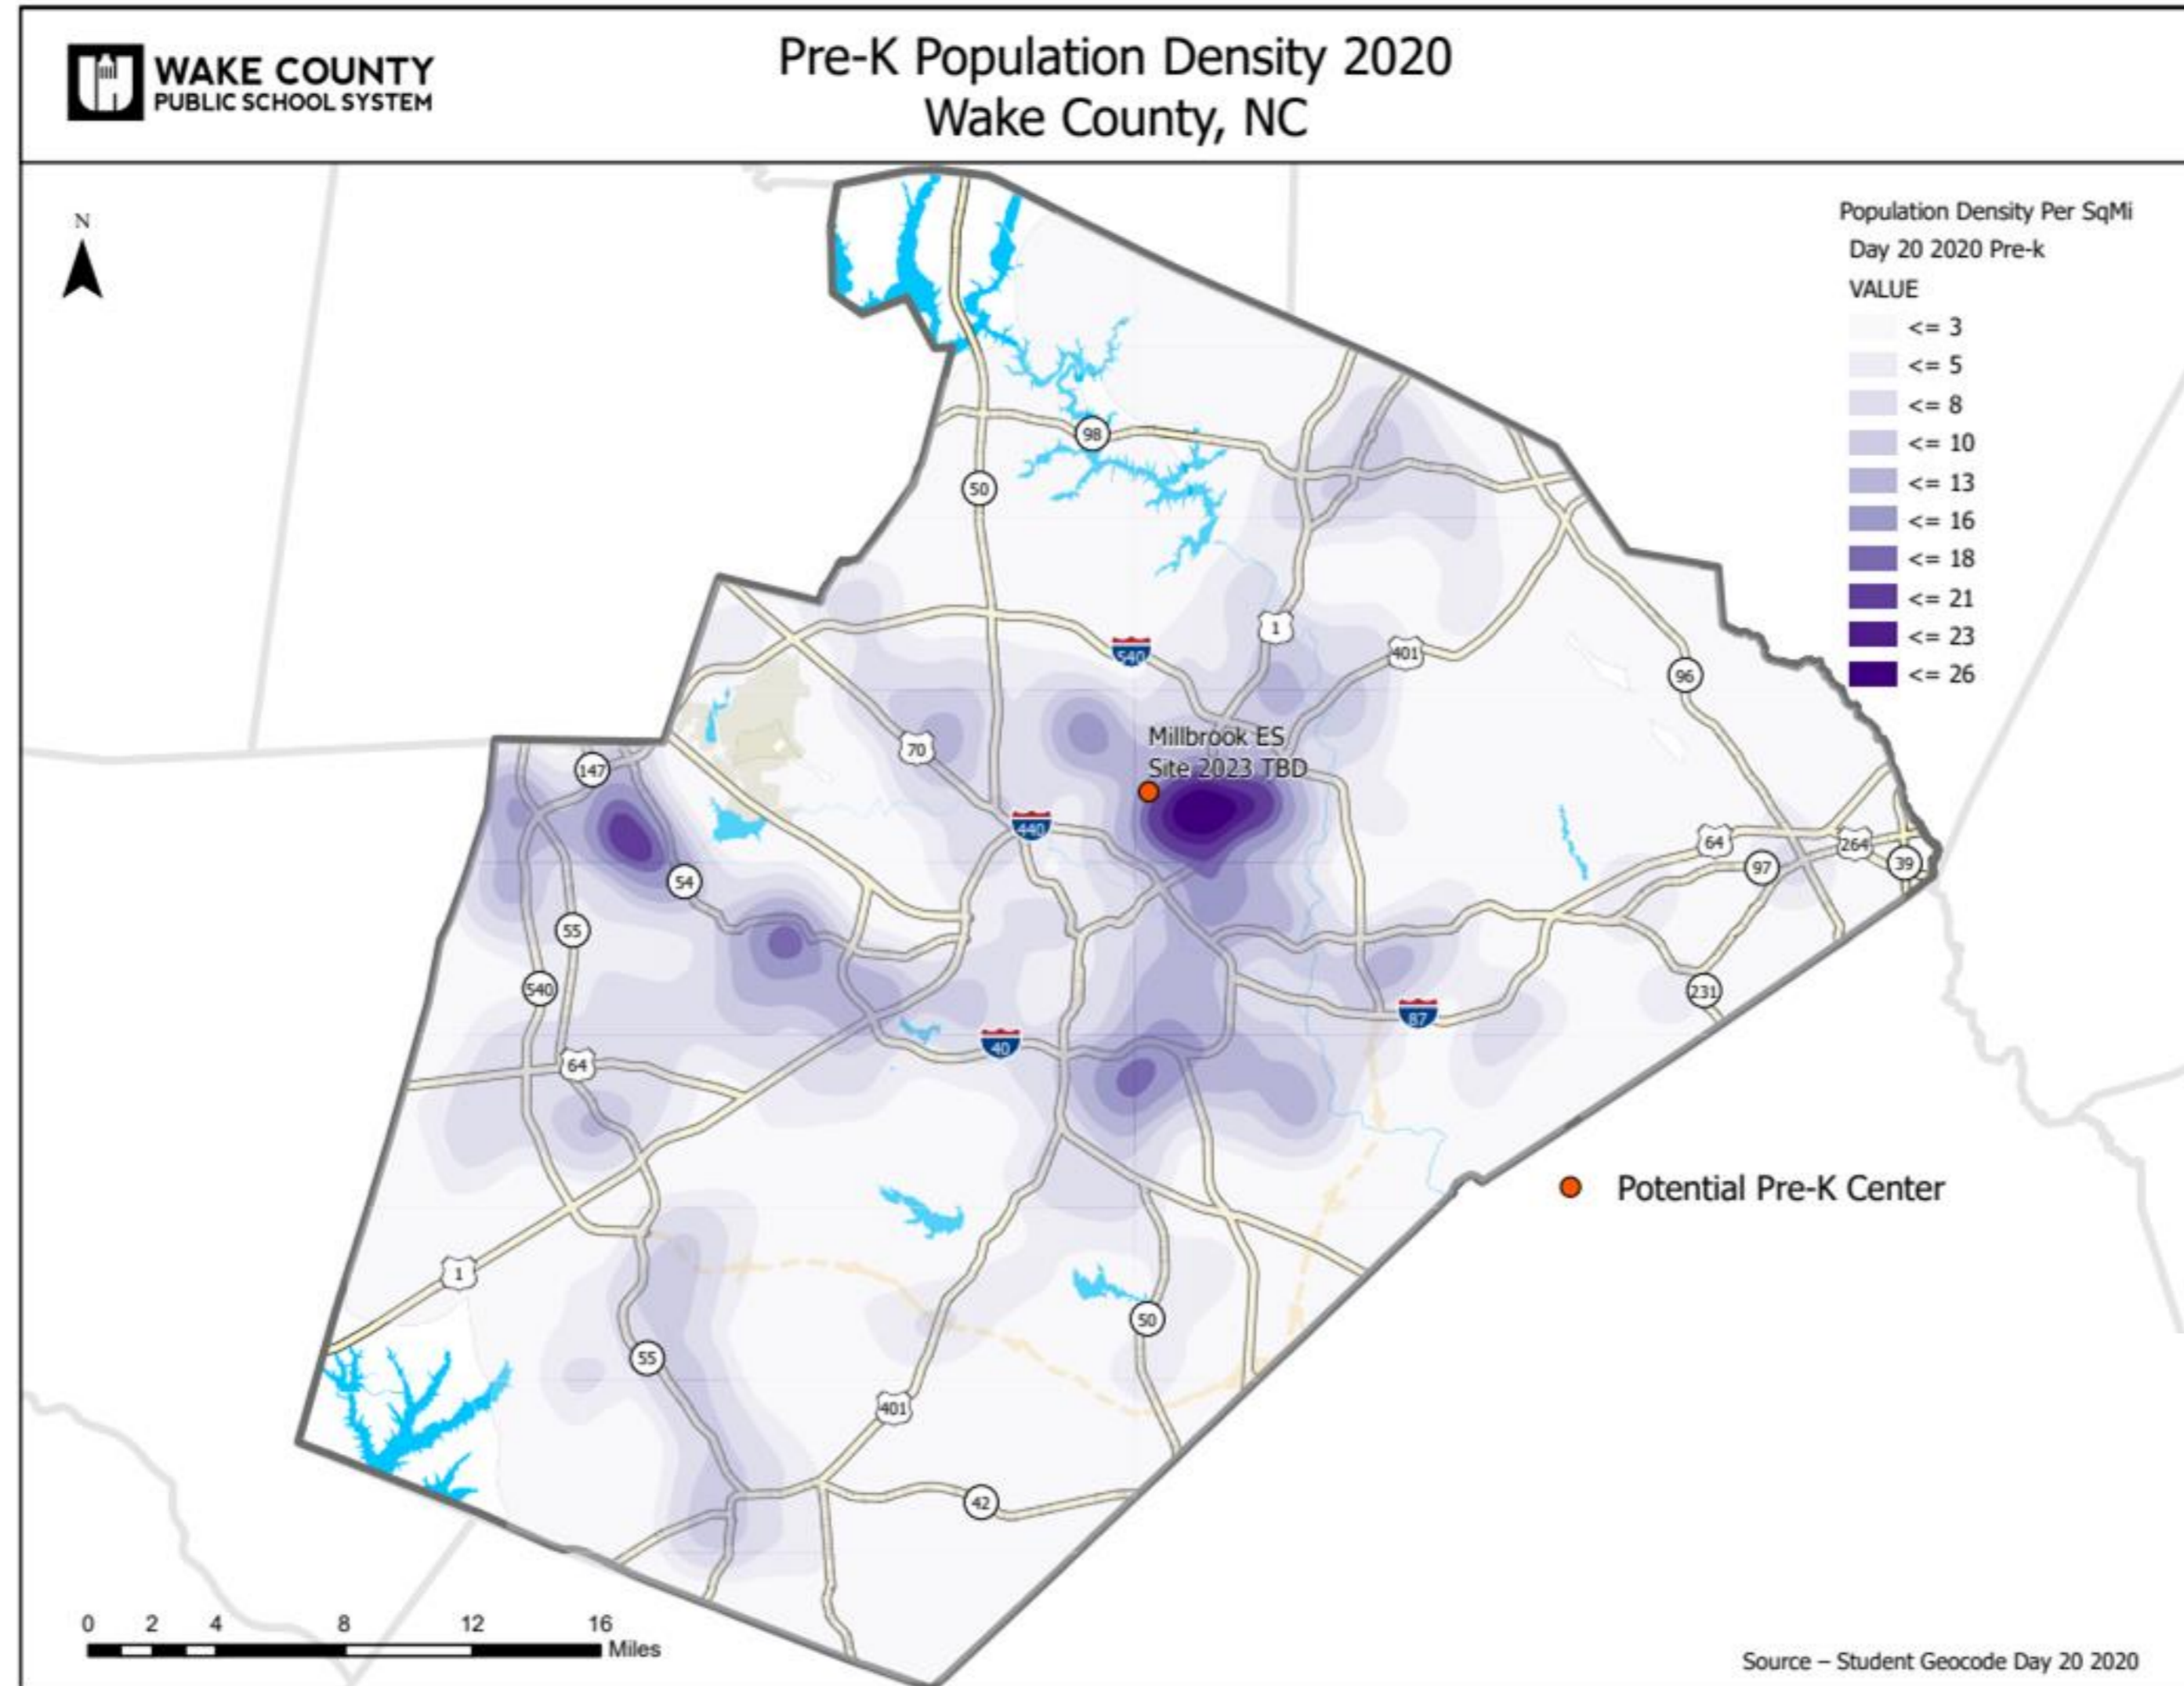 WAKE COUNTY
PUBLIC SCHOOL SYSTEM
Pre-K Population Density 2020
Wake County, NC
N
Population Density Per SqMi
Day 20 2020 Pre-k
VALUE
<= 3
<= 5
<= 8
<= 10
<= 13
<= 16
<= 18
<= 21
<= 23
<= 26
98
50
1
540
401
96
70
Millbrook ES
Site 2023 TBD
147
440
64
264
97
39
54
55
540
231
87
40
64
Potential Pre-K Center
1
50
55
401
42
0 2 4 8 12 16
Miles
Source – Student Geocode Day 20 2020